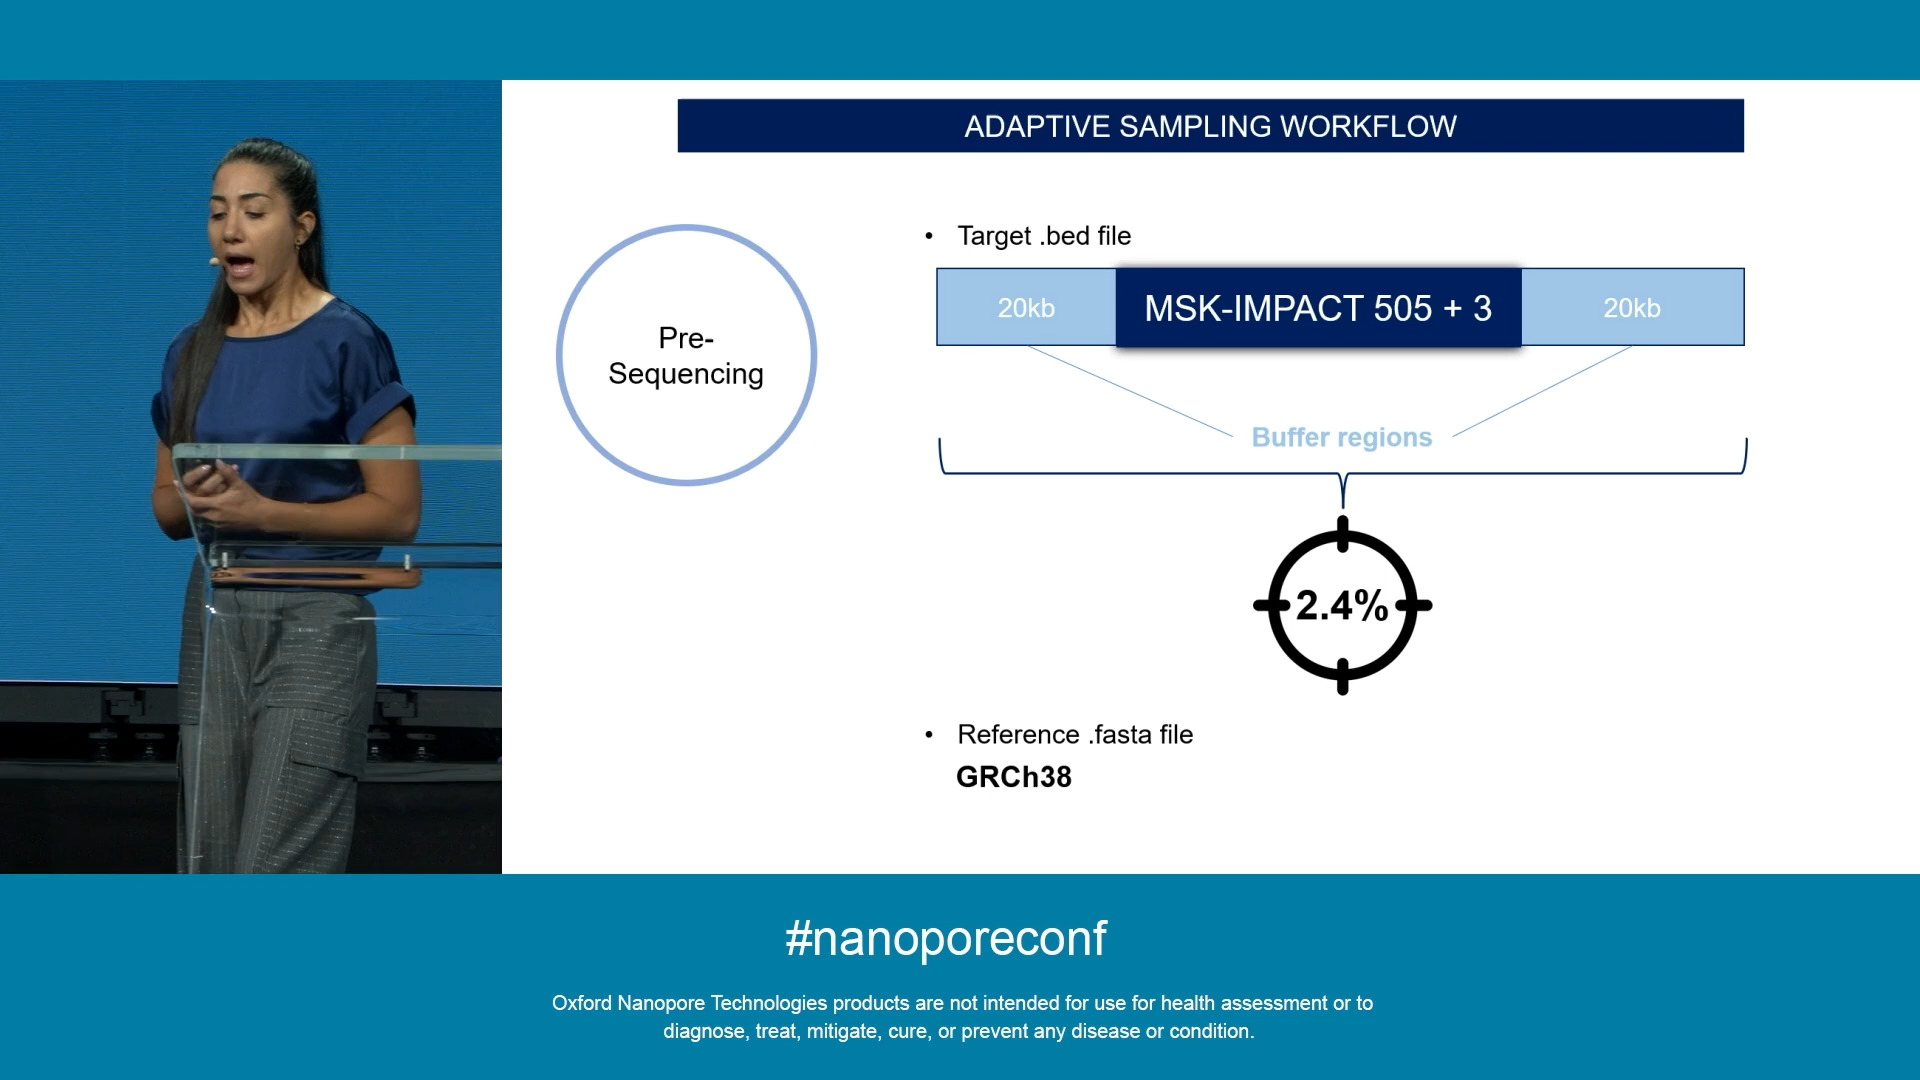 ADAPTIVE SAMPLING WORKFLOW
Pre-
Sequencing
• Target .bed file
20kb
MSK-IMPACT 505 + 3
20kb
Buffer regions
2.4%
• Reference .fasta file
GRCh38
#nanoporeconf
Oxford Nanopore Technologies products are not intended for use for health assessment or to
diagnose, treat, mitigate, cure, or prevent any disease or condition.